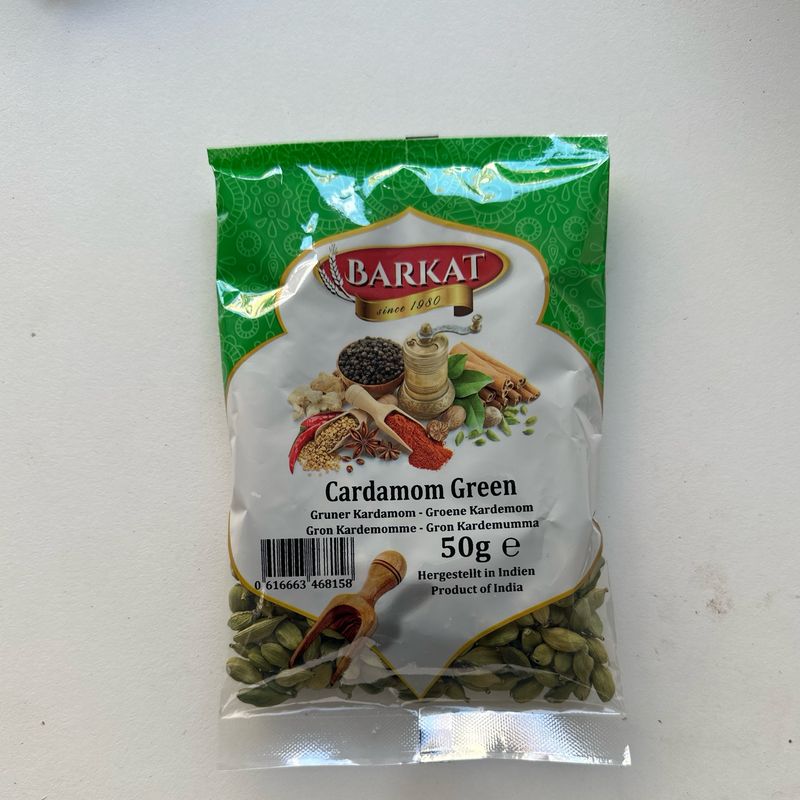 BARKAT
since 1980
Cardamom Green
Gruner Kardamom - Groene Kardemom
Gron Kardemomme - Gron Kardemumma
50g ℮
0 616663 468158
Hergestellt in Indien
Product of India